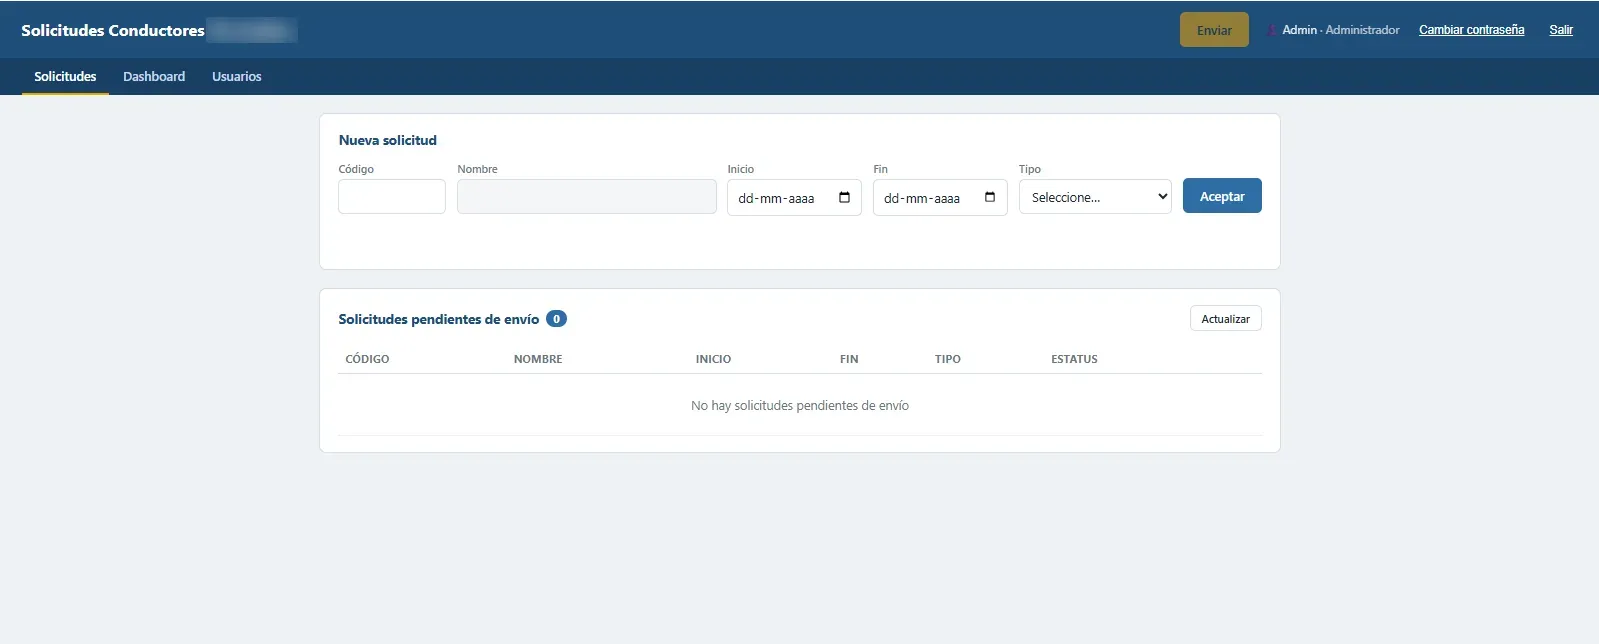 Solicitudes Conductores
Enviar
Admin · Administrador
Cambiar contraseña
Salir
Solicitudes
Dashboard
Usuarios
Nueva solicitud
Código
Nombre
Inicio
Fin
Tipo
dd-mm-aaaa
dd-mm-aaaa
Seleccione...
Aceptar
Solicitudes pendientes de envío 0
Actualizar
CÓDIGO NOMBRE INICIO FIN TIPO ESTATUS
No hay solicitudes pendientes de envío